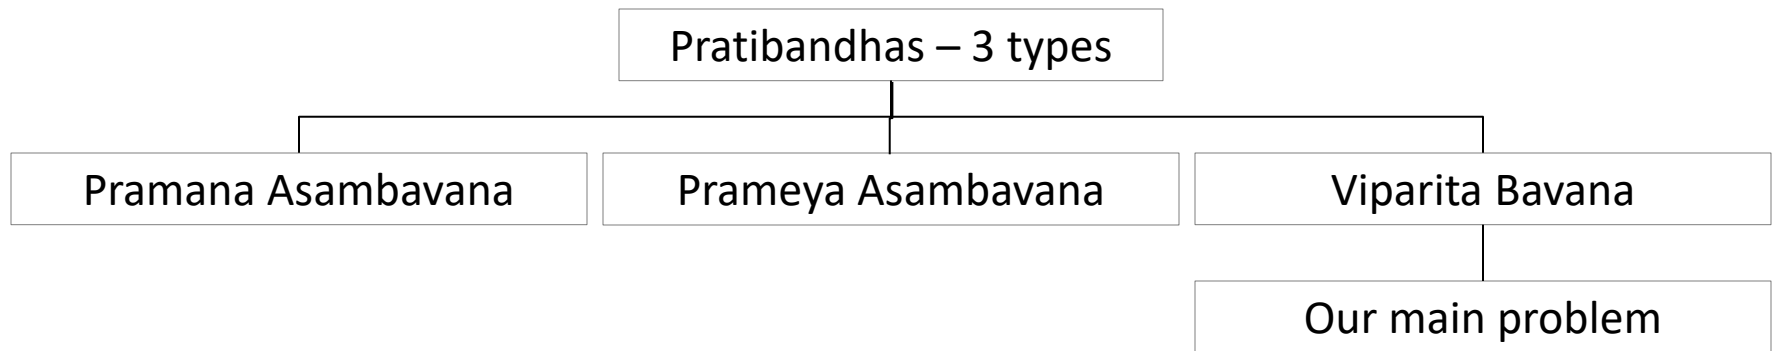 Pratibandhas – 3 types
Pramana Asambavana
Prameya Asambavana
Viparita Bavana
Our main problem